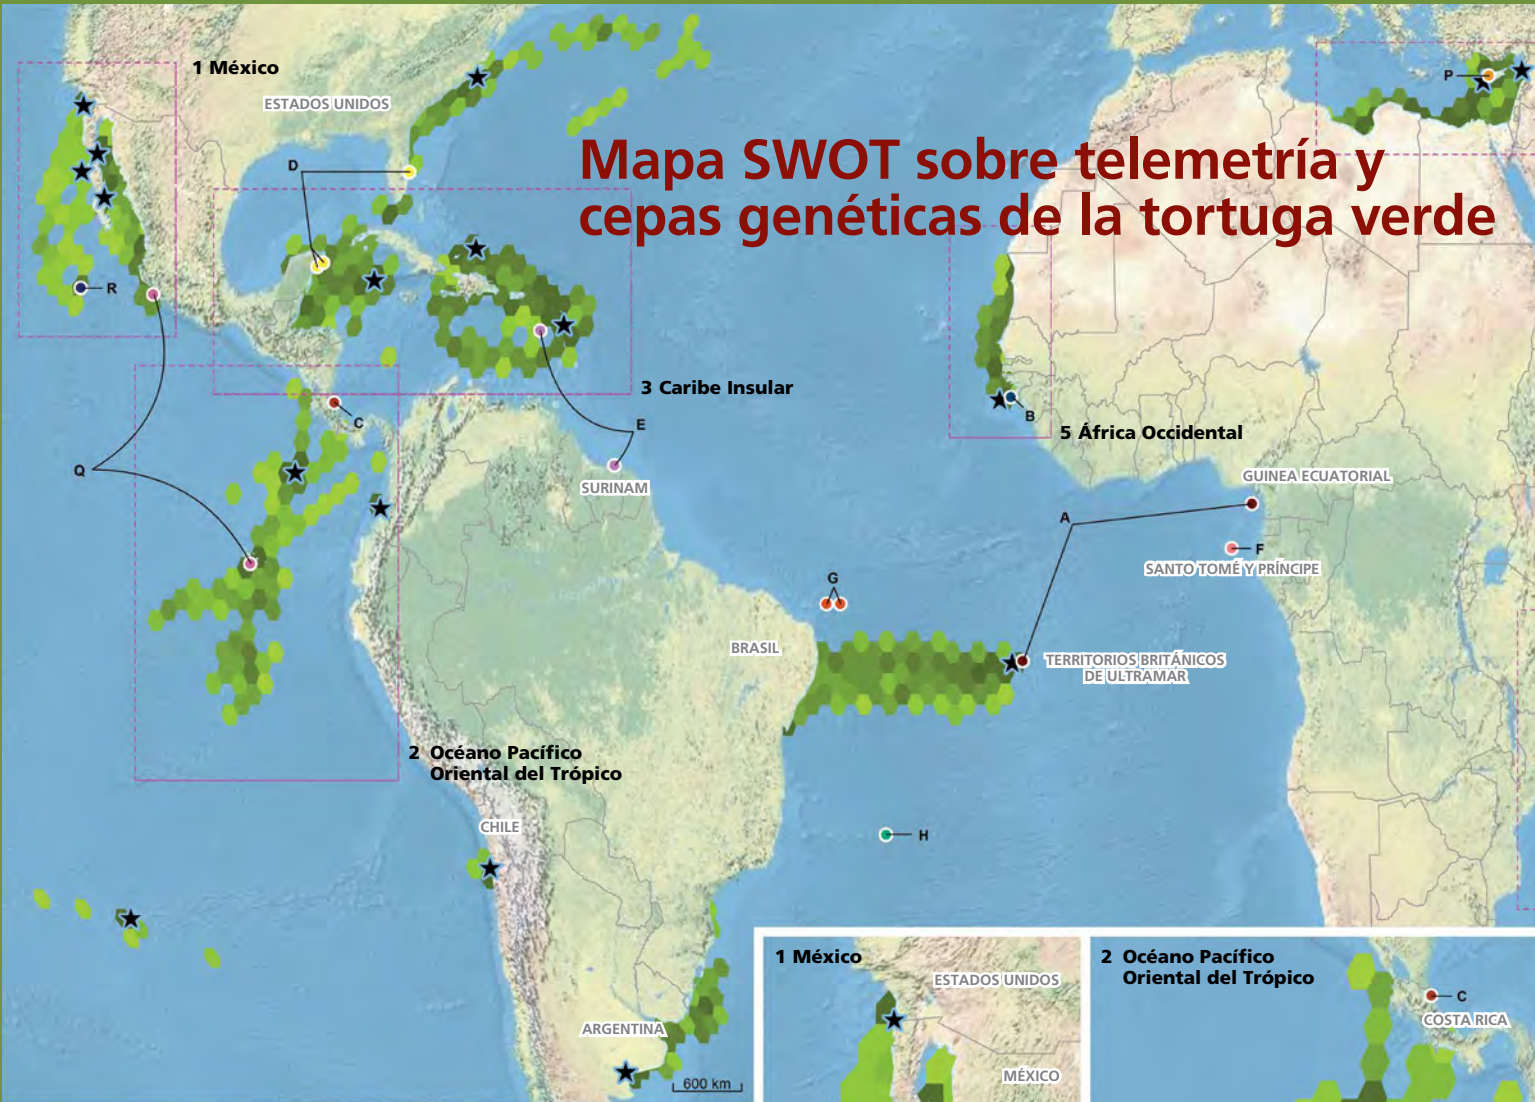 1 México
ESTADOS UNIDOS
P
D
Mapa SWOT sobre telemetría y
cepas genéticas de la tortuga verde
R
3 Caribe Insular
C
B
E
5 África Occidental
Q
GUINEA ECUATORIAL
SURINAM
A
F
SANTO TOMÉ Y PRÍNCIPE
G
BRASIL
TERRITORIOS BRITÁNICOS
DE ULTRAMAR
2 Océano Pacífico
Oriental del Trópico
CHILE
H
ARGENTINA
600 km
1 México
ESTADOS UNIDOS
MÉXICO
2 Océano Pacífico
Oriental del Trópico
C
COSTA RICA